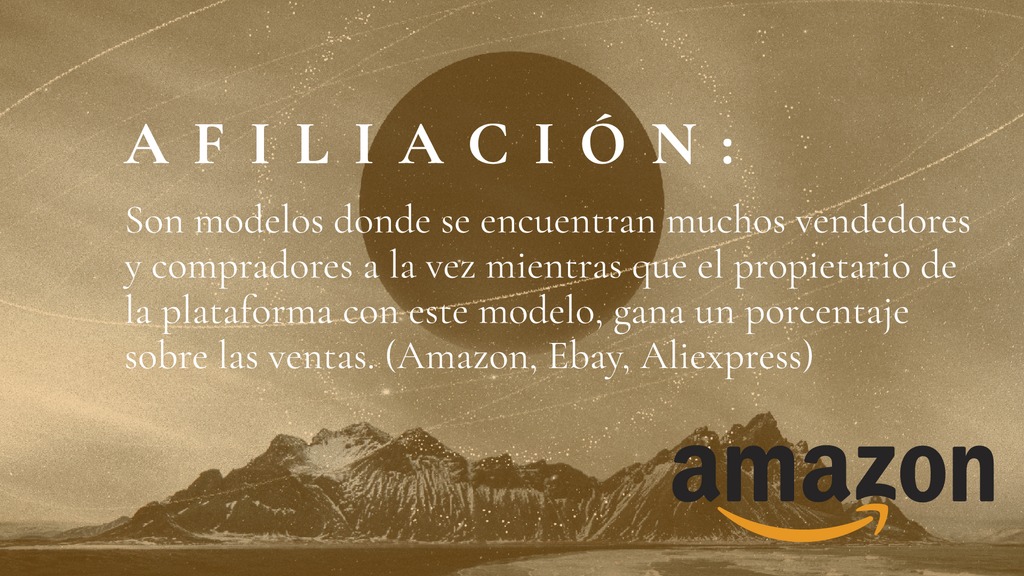 AFILIACIÓN:
Son modelos donde se encuentran muchos vendedores
y compradores a la vez mientras que el propietario de
la plataforma con este modelo, gana un porcentaje
sobre las ventas. (Amazon, Ebay, Aliexpress)
amazon